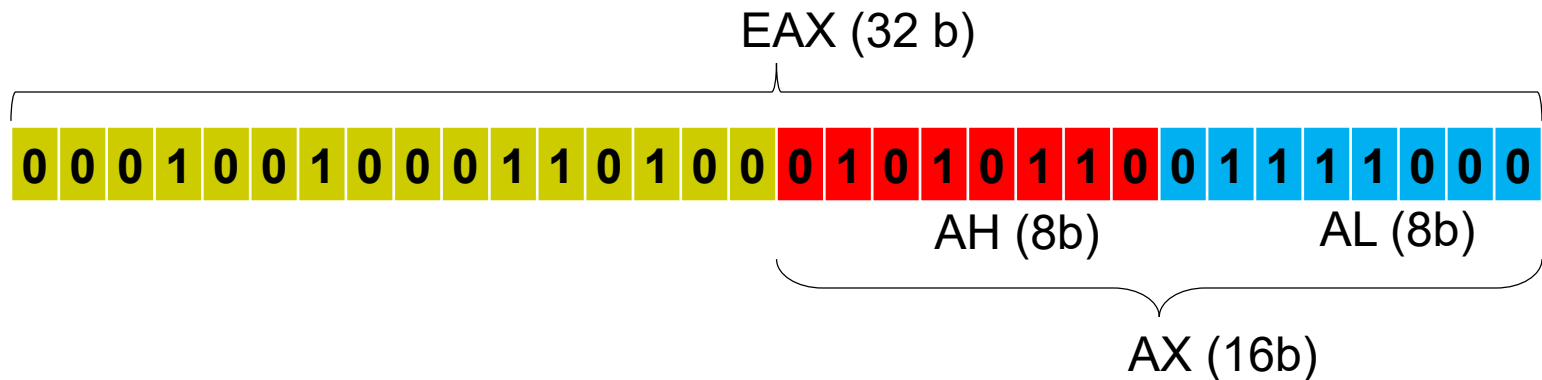 EAX (32 b)
0 0 0 1 0 0 1 0 0 0 1 1 0 1 0 0 0 1 0 1 0 1 1 0 0 1 1 1 1 0 0 0
AH (8b) AL (8b)
AX (16b)